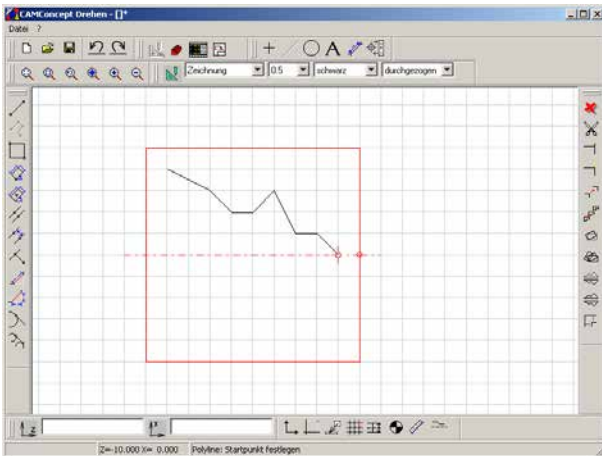 CAMConcept Drehen - []*
Datei ?
A
Zeichnung 0.5 schwarz durchgezogen
Z X
Z=-10.000 X= 0.000 Polyline: Startpunkt festlegen